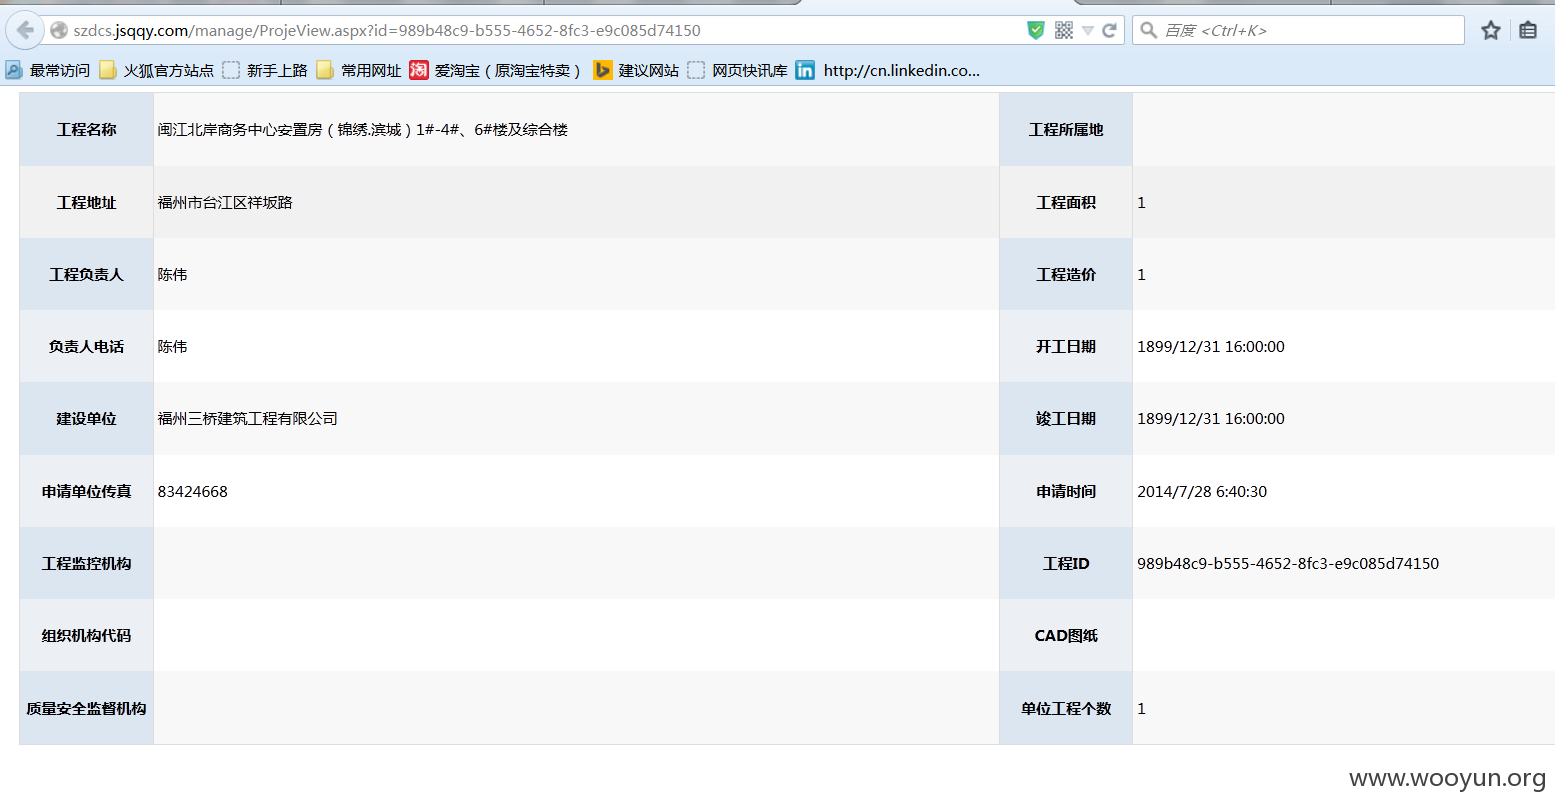 szdcs.jsqqy.com/manage/ProjeView.aspx?id=989b48c9-b555-4652-8fc3-e9c085d74150
百度 <Ctrl+K>
最常访问 火狐官方站点 新手上路 常用网址 淘 爱淘宝（原淘宝特卖） 建议网站 网页快讯库 in http://cn.linkedin.co...
工程名称 闽江北岸商务中心安置房（锦绣.滨城）1#-4#、6#楼及综合楼 工程所属地
工程地址 福州市台江区祥坂路 工程面积 1
工程负责人 陈伟 工程造价 1
负责人电话 陈伟 开工日期 1899/12/31 16:00:00
建设单位 福州三桥建筑工程有限公司 竣工日期 1899/12/31 16:00:00
申请单位传真 83424668 申请时间 2014/7/28 6:40:30
工程监控机构 工程ID 989b48c9-b555-4652-8fc3-e9c085d74150
组织机构代码 CAD图纸
质量安全监督机构 单位工程个数 1
www.wooyun.org